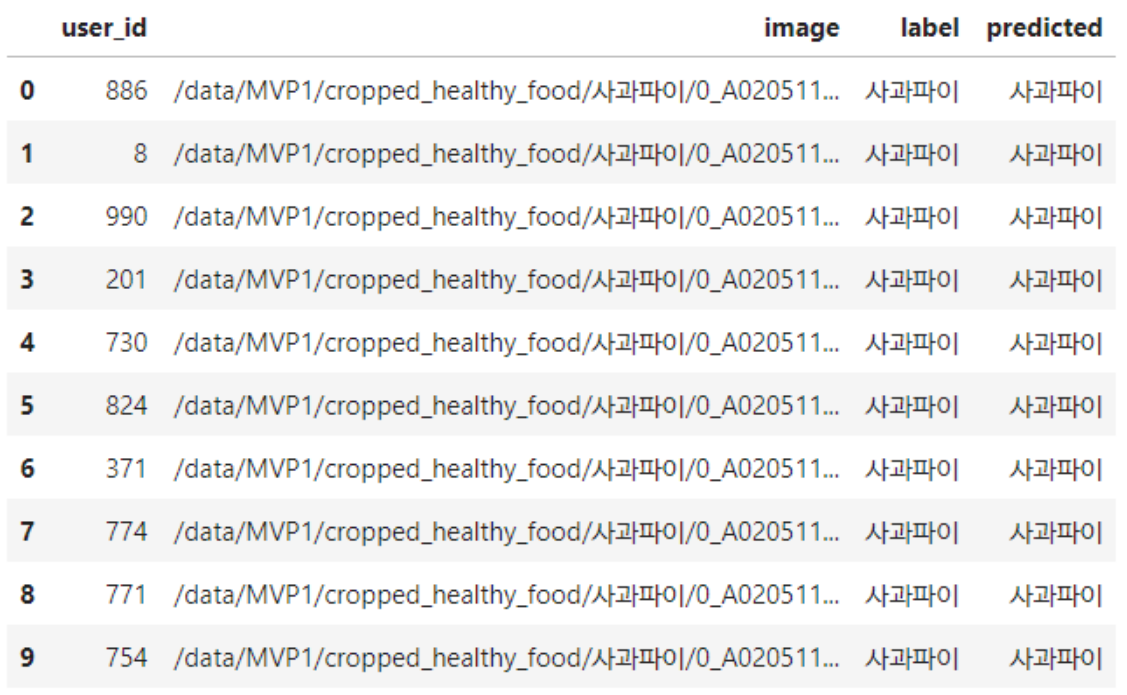 user_id image label predicted
0 886 /data/MVP1/cropped_healthy_food/사과파이/0_A020511... 사과파이 사과파이
1 8 /data/MVP1/cropped_healthy_food/사과파이/0_A020511... 사과파이 사과파이
2 990 /data/MVP1/cropped_healthy_food/사과파이/0_A020511... 사과파이 사과파이
3 201 /data/MVP1/cropped_healthy_food/사과파이/0_A020511... 사과파이 사과파이
4 730 /data/MVP1/cropped_healthy_food/사과파이/0_A020511... 사과파이 사과파이
5 824 /data/MVP1/cropped_healthy_food/사과파이/0_A020511... 사과파이 사과파이
6 371 /data/MVP1/cropped_healthy_food/사과파이/0_A020511... 사과파이 사과파이
7 774 /data/MVP1/cropped_healthy_food/사과파이/0_A020511... 사과파이 사과파이
8 771 /data/MVP1/cropped_healthy_food/사과파이/0_A020511... 사과파이 사과파이
9 754 /data/MVP1/cropped_healthy_food/사과파이/0_A020511... 사과파이 사과파이